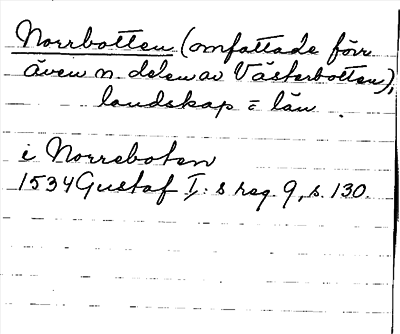 Norrbotten (omfattade förr
även n. delen av Västerbotten),
landskap = län.
i Norreboten
1534 Gustaf I:s reg. 9, s. 130.